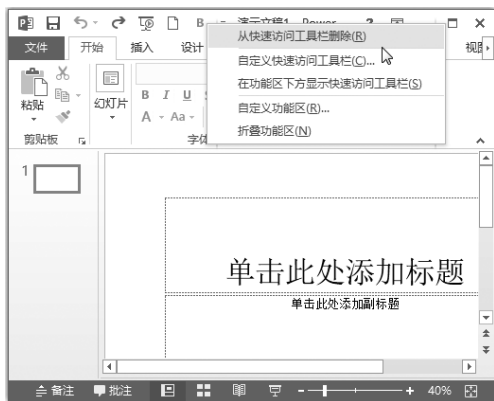 B 演示文稿1 - Power... ?
文件 开始 插入 设计 视
从快速访问工具栏删除(R)
自定义快速访问工具栏(C)...
在功能区下方显示快速访问工具栏(S)
自定义功能区(R)...
折叠功能区(N)
粘贴
幻灯片
B I U S
A Aa
剪贴板
字体
1
单击此处添加标题
单击此处添加副标题
备注 批注 40%